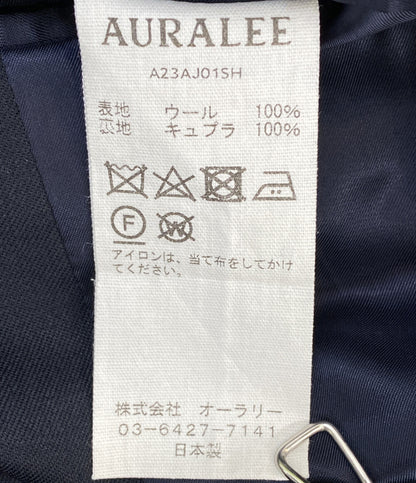 AURALEE
A23AJ01SH
表地 ウール 100%
裏地 キュプラ 100%
F W
アイロンは、当て布をしてかけ
てください。
株式会社 オーラリー
03-6427-7141
日本製